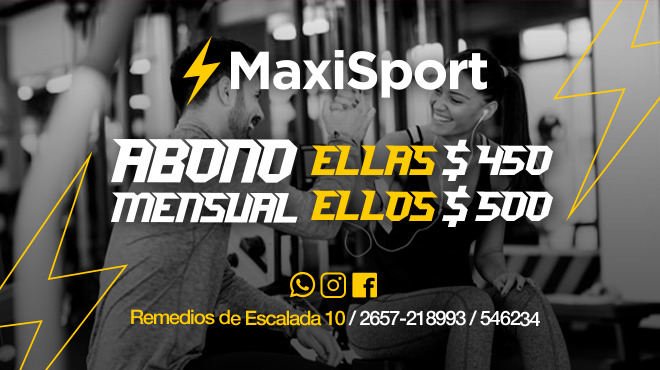 MaxiSport
ABONO ELLAS $ 450
MENSUAL ELLOS $ 500
Remedios de Escalada 10 / 2657-218993 / 546234